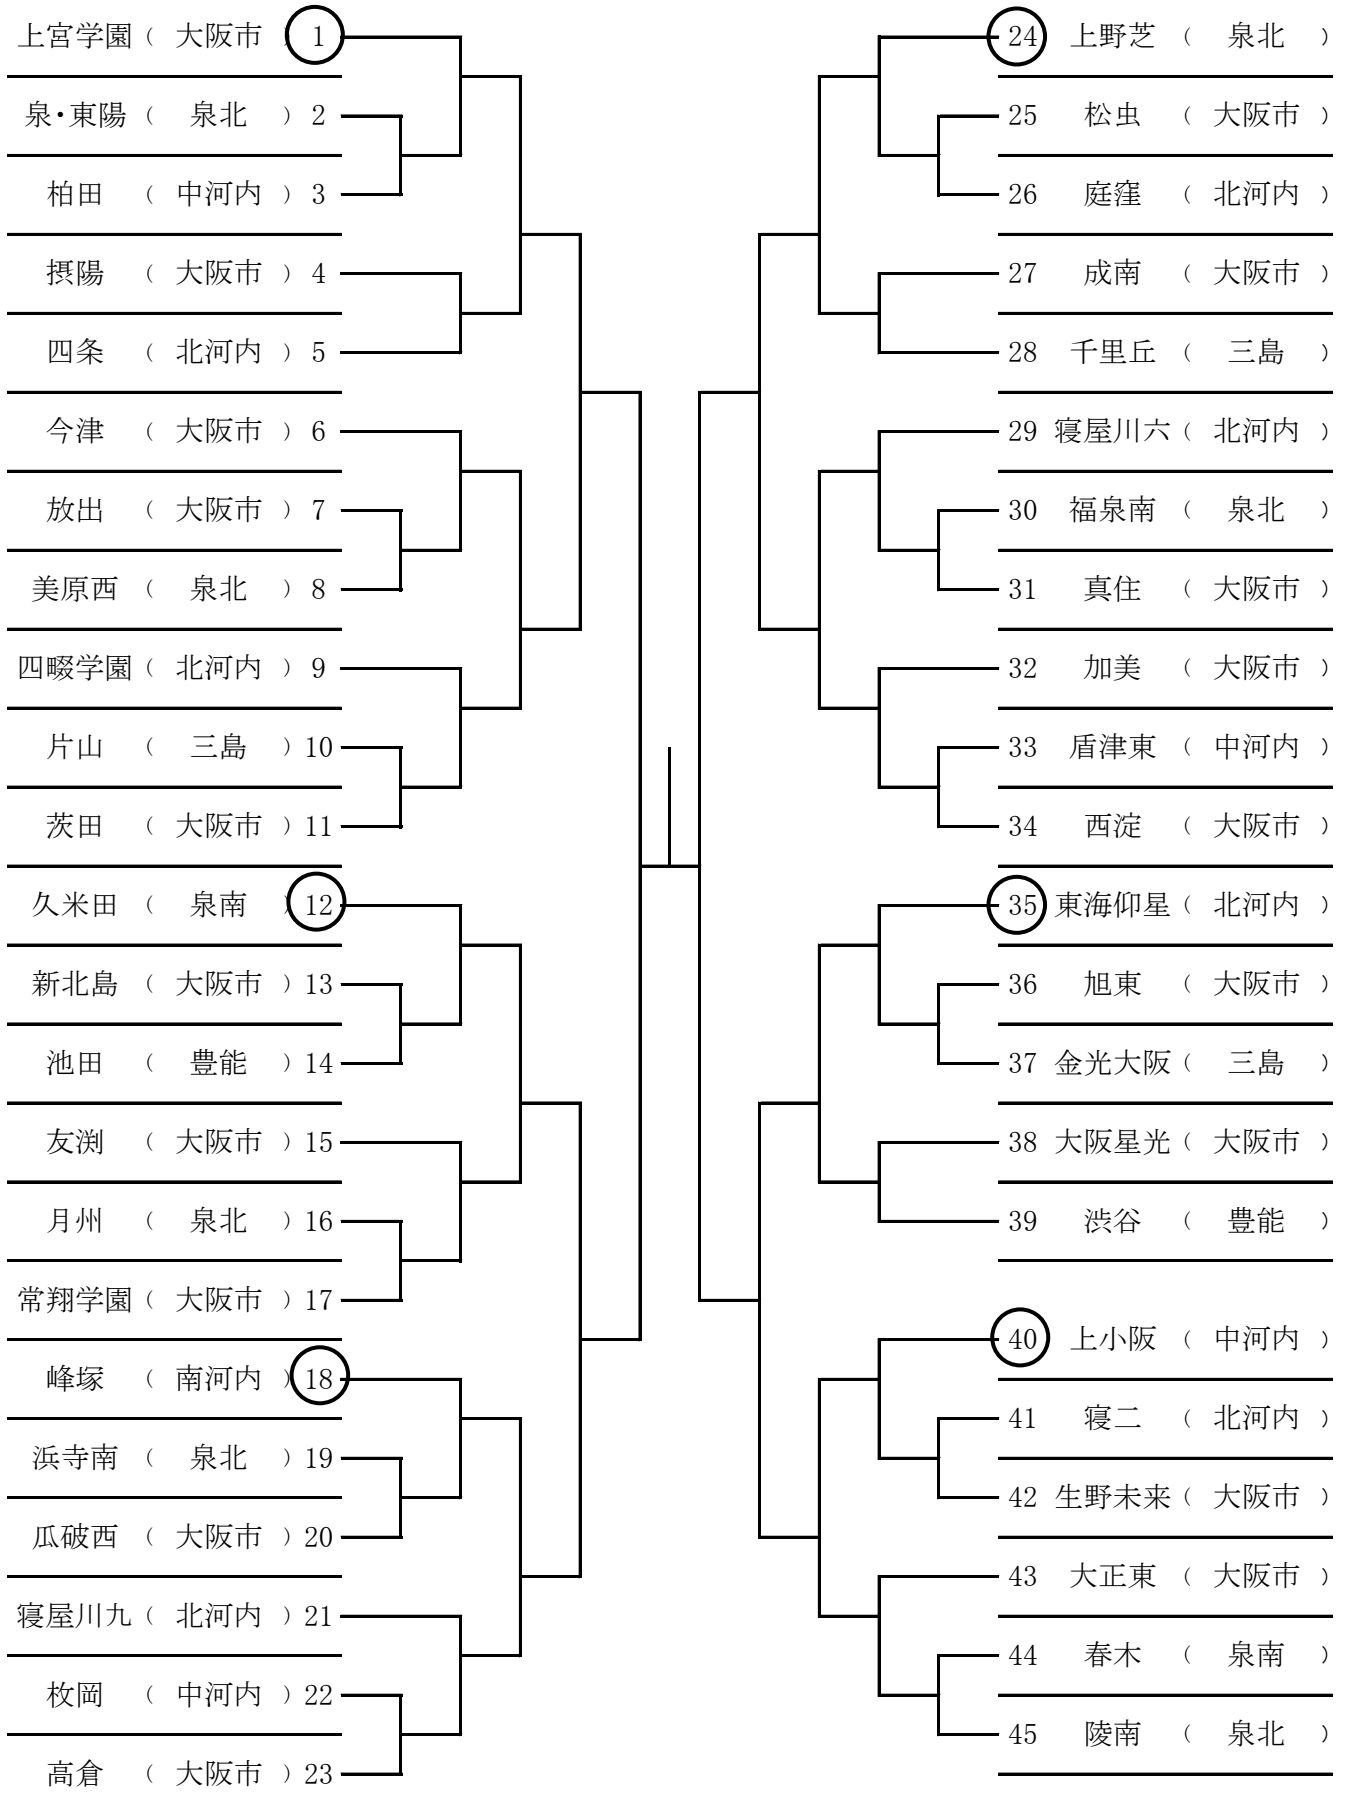 上宮学園（ 大阪市 1
泉・東陽（ 泉北 ）2
柏田（ 中河内 ）3
摂陽（ 大阪市 ）4
四条（ 北河内 ）5
今津（ 大阪市 ）6
放出（ 大阪市 ）7
美原西（ 泉北 ）8
四畷学園（ 北河内 ）9
片山（ 三島 ）10
茨田（ 大阪市 ）11
久米田（ 泉南 ）12
新北島（ 大阪市 ）13
池田（ 豊能 ）14
友渕（ 大阪市 ）15
月州（ 泉北 ）16
常翔学園（ 大阪市 ）17
峰塚（ 南河内 ）18
浜寺南（ 泉北 ）19
瓜破西（ 大阪市 ）20
寝屋川九（ 北河内 ）21
枚岡（ 中河内 ）22
高倉（ 大阪市 ）23
24 上野芝（ 泉北 ）
25 松虫（ 大阪市 ）
26 庭窪（ 北河内 ）
27 成南（ 大阪市 ）
28 千里丘（ 三島 ）
29 寝屋川六（ 北河内 ）
30 福泉南（ 泉北 ）
31 真住（ 大阪市 ）
32 加美（ 大阪市 ）
33 盾津東（ 中河内 ）
34 西淀（ 大阪市 ）
35 東海仰星（ 北河内 ）
36 旭東（ 大阪市 ）
37 金光大阪（ 三島 ）
38 大阪星光（ 大阪市 ）
39 渋谷（ 豊能 ）
40 上小阪（ 中河内 ）
41 寝二（ 北河内 ）
42 生野未来（ 大阪市 ）
43 大正東（ 大阪市 ）
44 春木（ 泉南 ）
45 陵南（ 泉北 ）